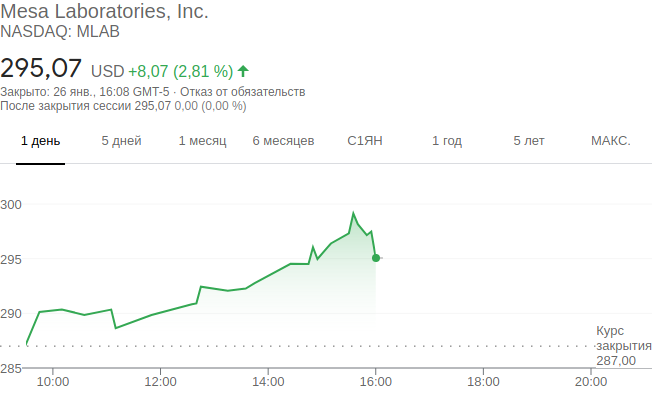 Mesa Laboratories, Inc.
NASDAQ: MLAB
295,07 USD +8,07 (2,81 %)
Закрыто: 26 янв., 16:08 GMT-5 · Отказ от обязательств
После закрытия сессии 295,07 0,00 (0,00 %)
1 день 5 дней 1 месяц 6 месяцев С1ЯН 1 год 5 лет МАКС.
300
295
290
Курс
закрытия
287,00
285
10:00 12:00 14:00 16:00 18:00 20:00